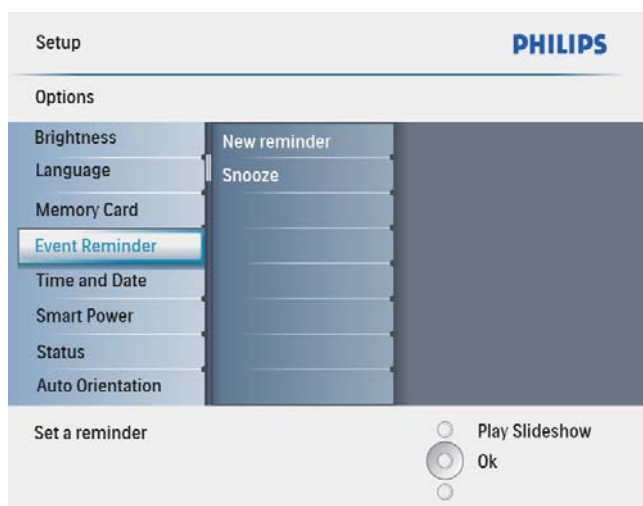 Setup
PHILIPS
Options
Brightness
Language
Memory Card
Event Reminder
Time and Date
Smart Power
Status
Auto Orientation
New reminder
Snooze
Set a reminder
Play Slideshow
Ok